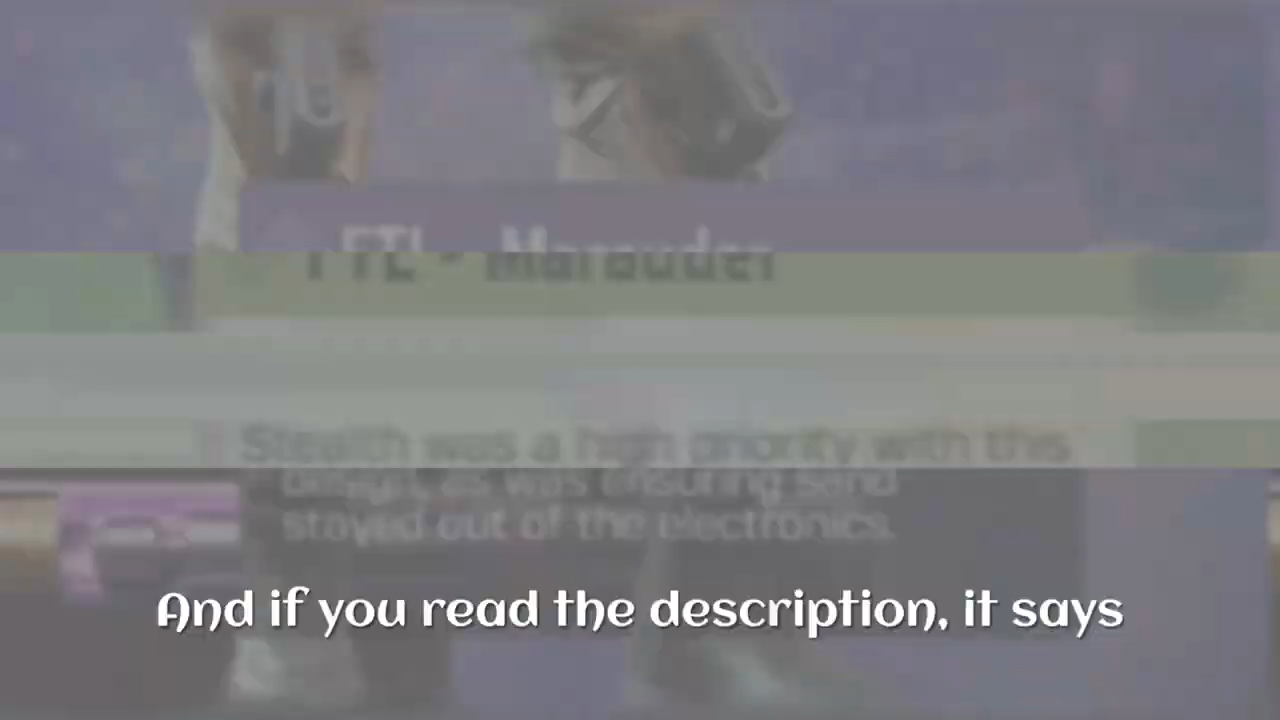 FTL - Marauder
Stealth was a high priority with this
design, as was ensuring sand
stayed out of the electronics.
And if you read the description, it says